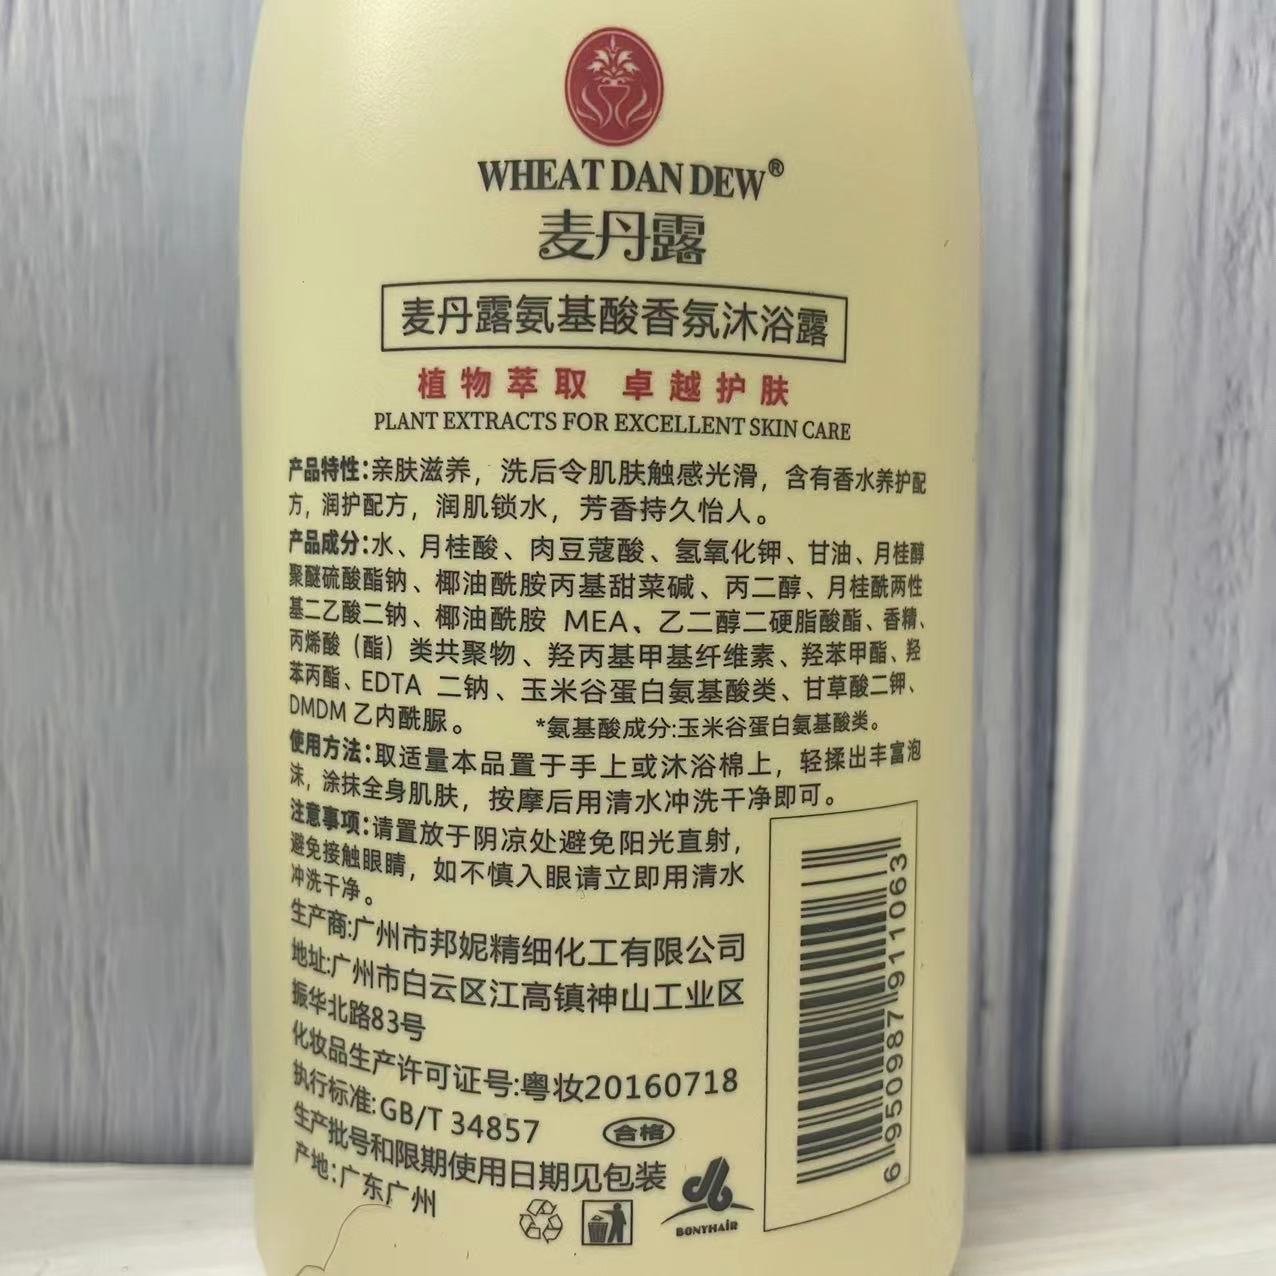 WHEAT DAN DEW®
麦丹露
麦丹露氨基酸香氛沐浴露
植物萃取 卓越护肤
PLANT EXTRACTS FOR EXCELLENT SKIN CARE
产品特性:亲肤滋养，洗后令肌肤触感光滑，含有香水养护配
方，润护配方，润肌锁水，芳香持久怡人。
产品成分:水、月桂酸、肉豆蔻酸、氢氧化钾、甘油、月桂醇
聚醚硫酸酯钠、椰油酰胺丙基甜菜碱、丙二醇、月桂酰两性
基二乙酸二钠、椰油酰胺 MEA、乙二醇二硬脂酸酯、香精、
丙烯酸（酯）类共聚物、羟丙基甲基纤维素、羟苯甲酯、羟
苯丙酯、EDTA 二钠、玉米谷蛋白氨基酸类、甘草酸二钾、
DMDM 乙内酰脲。 *氨基酸成分:玉米谷蛋白氨基酸类。
使用方法:取适量本品置于手上或沐浴棉上，轻揉出丰富泡
沫，涂抹全身肌肤，按摩后用清水冲洗干净即可。
注意事项:请置放于阴凉处避免阳光直射，
避免接触眼睛，如不慎入眼请立即用清水
冲洗干净。
生产商:广州市邦妮精细化工有限公司
地址:广州市白云区江高镇神山工业区
振华北路83号
化妆品生产许可证号:粤妆20160718
执行标准:GB/T 34857
合格
生产批号和限期使用日期见包装
产地:广东广州
BONYHAIR
6950987911063